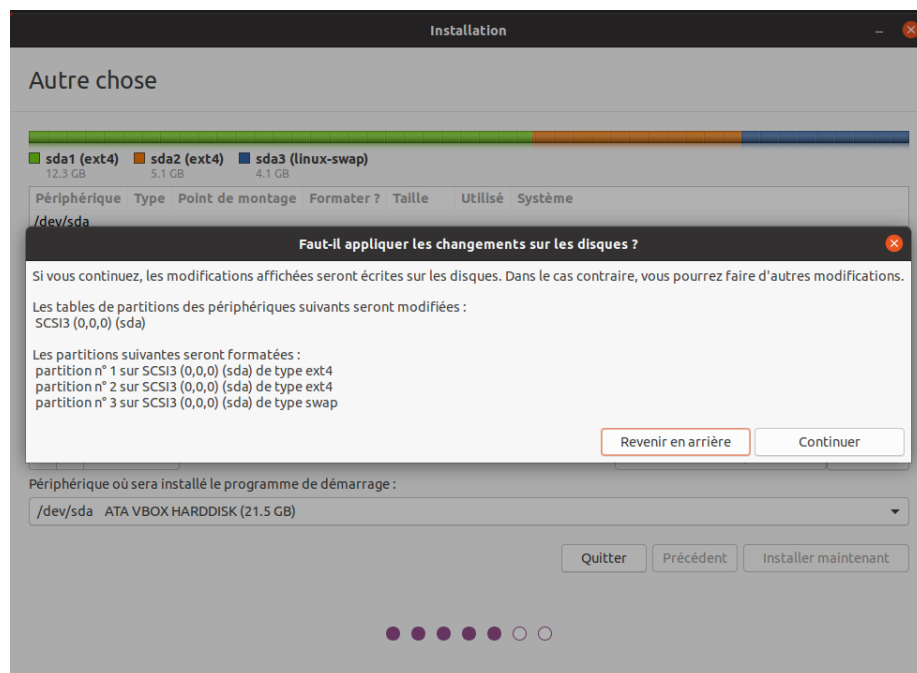 Installation
Autre chose
sda1 (ext4) sda2 (ext4) sda3 (linux-swap)
12.3 GB 5.1 GB 4.1 GB
Périphérique Type Point de montage Formater ? Taille Utilisé Système
/dev/sda
Faut-il appliquer les changements sur les disques ?
Si vous continuez, les modifications affichées seront écrites sur les disques. Dans le cas contraire, vous pourrez faire d'autres modifications.
Les tables de partitions des périphériques suivants seront modifiées :
SCSI3 (0,0,0) (sda)
Les partitions suivantes seront formatées :
partition n° 1 sur SCSI3 (0,0,0) (sda) de type ext4
partition n° 2 sur SCSI3 (0,0,0) (sda) de type ext4
partition n° 3 sur SCSI3 (0,0,0) (sda) de type swap
Revenir en arrière Continuer
Périphérique où sera installé le programme de démarrage :
/dev/sda ATA VBOX HARDDISK (21.5 GB)
Quitter Précédent Installer maintenant